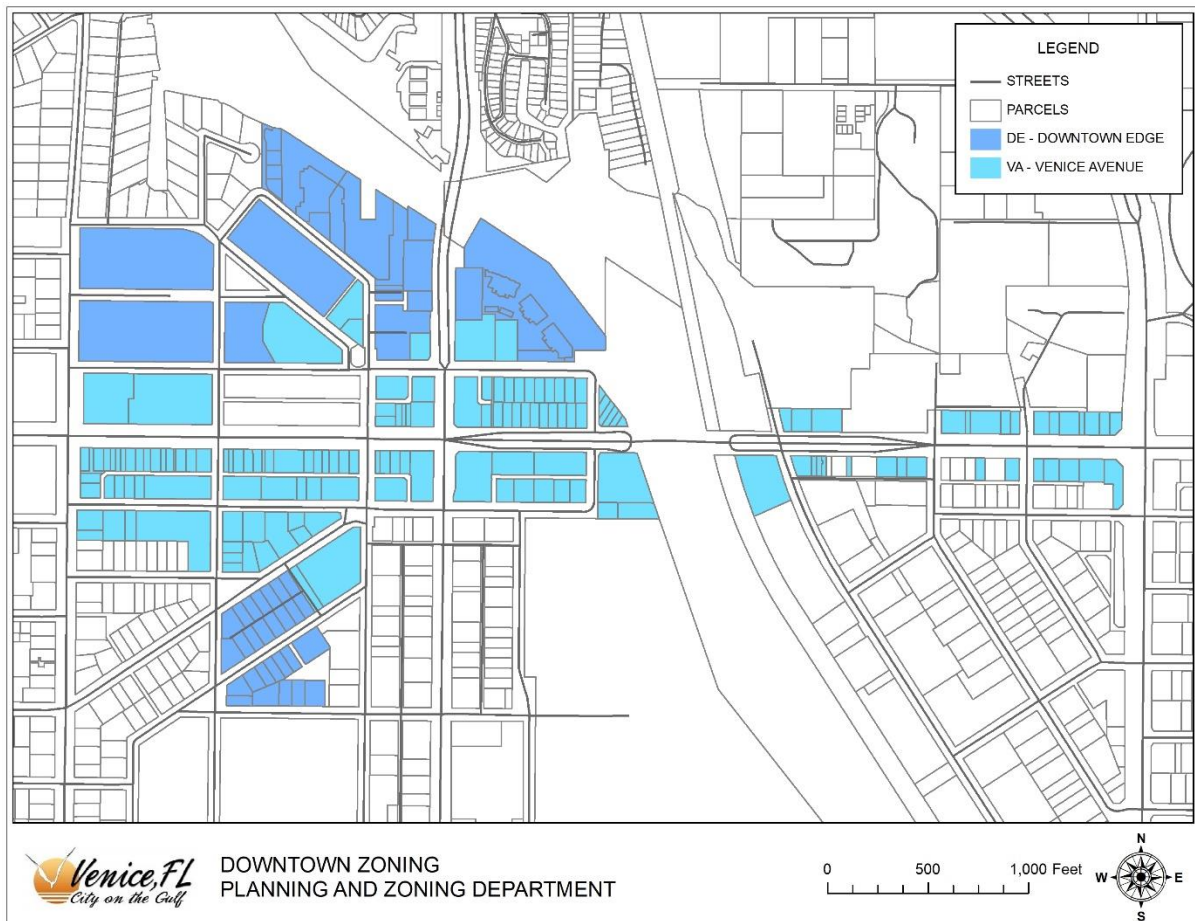 LEGEND
STREETS
PARCELS
DE - DOWNTOWN EDGE
VA - VENICE AVENUE
Venice, FL
City on the Gulf
DOWNTOWN ZONING
PLANNING AND ZONING DEPARTMENT
0 500 1,000 Feet
N
W E
S